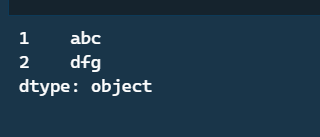 1    abc
2    dfg
dtype: object